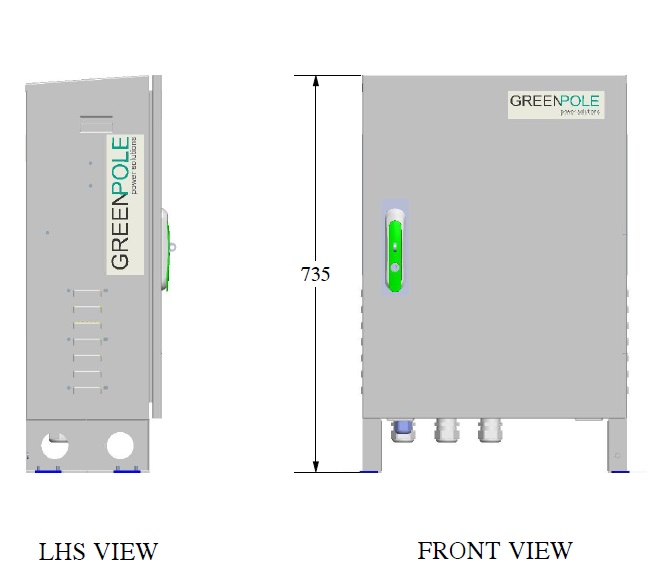 GREENPOLE
power solutions
GREENPOLE
power solutions
735
LHS VIEW
FRONT VIEW